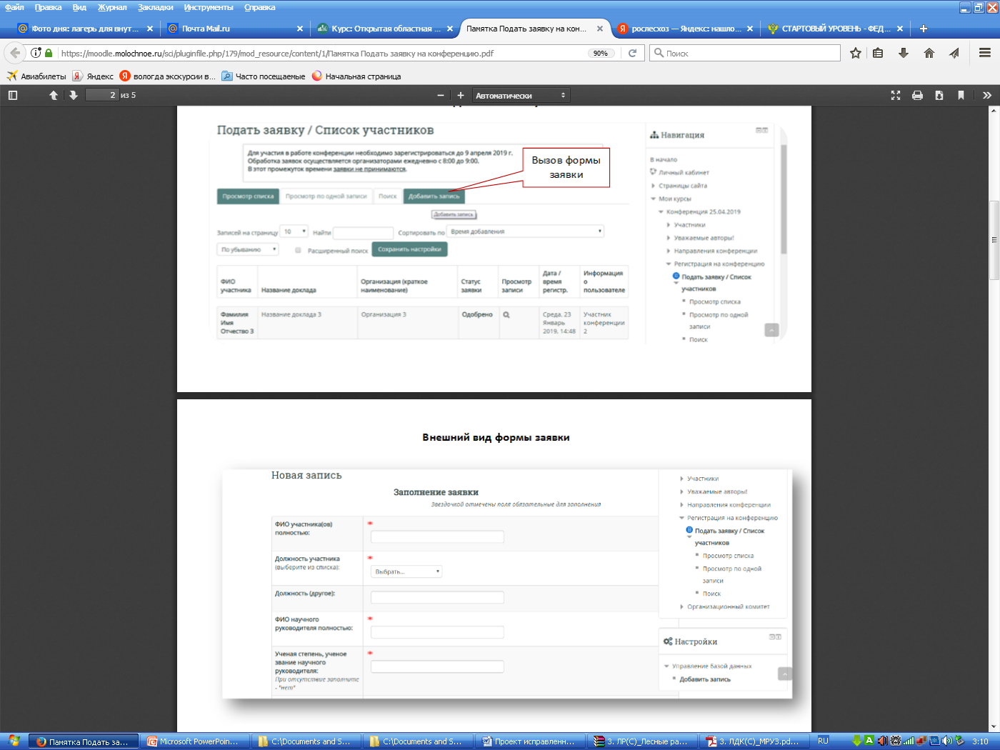 Файл Правка Вид Журнал Закладки Инструменты Справка
Фото дня: лагерь для внут...
Почта Mail.ru
Курс: Открытая областная ...
Памятка Подать заявку на кон...
рослесхоз — Яндекс: нашло...
СТАРТОВЫЙ УРОВЕНЬ - ФЕД...
https://moodle.molochnoe.ru/sci/pluginfile.php/179/mod_resource/content/1/Памятка Подать заявку на конференцию.pdf
90%
Поиск
Авиабилеты
Яндекс
вологда экскурсии в...
Часто посещаемые
Начальная страница
2 из 5
Автоматически
Подать заявку / Список участников
Для участия в работе конференции необходимо зарегистрироваться до 9 апреля 2019 г.
Обработка заявок осуществляется организаторами ежедневно с 8:00 до 9:00.
В этот промежуток времени заявки не принимаются.
Вызов формы
заявки
Просмотр списка
Просмотр по одной записи
Поиск
Добавить запись
Добавить запись
Записей на страницу 10 Найти Сортировать по Время добавления
По убыванию Расширенный поиск Сохранить настройки
ФИО
участника
Название доклада
Организация (краткое
наименование)
Статус
заявки
Просмотр
записи
Дата /
время
регистр.
Информация
о
пользователе
Фамилия
Имя
Отчество 3
Название доклада 3
Организация 3
Одобрено
Среда, 23
Январь
2019, 14:48
Участник
конференции
2
Навигация
В начало
Личный кабинет
Страницы сайта
Мои курсы
Конференция 25.04.2019
Участники
Уважаемые авторы!
Направления конференции
Регистрация на конференцию
Подать заявку / Список
участников
Просмотр списка
Просмотр по одной
записи
Поиск
Внешний вид формы заявки
Новая запись
Заполнение заявки
Звездочкой отмечены поля обязательные для заполнения
ФИО участника(ов)
полностью:
*
Должность участника
(выберите из списка):
*
Выбрать...
Должность (другое):
ФИО научного
руководителя полностью:
*
Ученая степень, ученое
звание научного
руководителя:
При отсутствие заполните
- "нет"
*
Участники
Уважаемые авторы!
Направления конференции
Регистрация на конференцию
Подать заявку / Список
участников
Просмотр списка
Просмотр по одной
записи
Поиск
Организационный комитет
Настройки
Управление базой данных
Добавить запись
Памятка Подать за...
Microsoft PowerPoin...
C:\Documents and S...
C:\Documents and S...
Проект исправленн...
3. ЛР(С)_Лесные ра...
3. ЛДК(С)_МРУЗ.pd...
RU
3:10